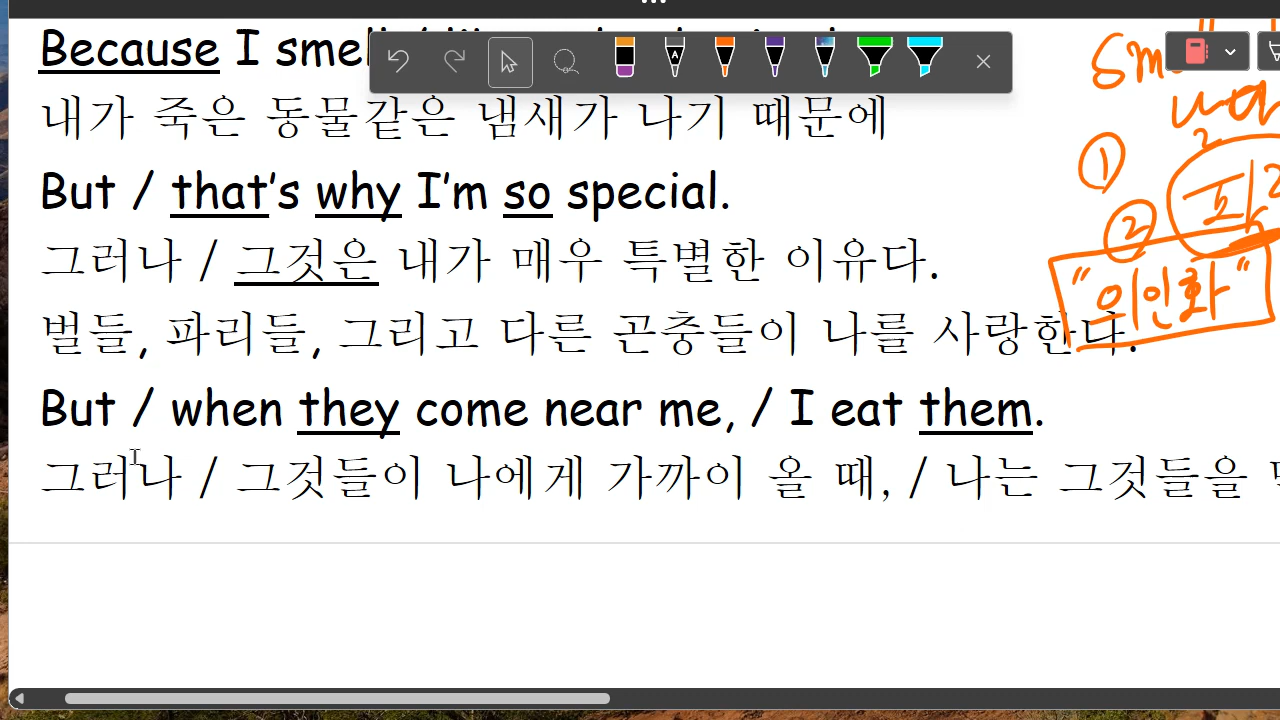 Because I smell
내가 죽은 동물같은 냄새가 나기 때문에
But / that's why I'm so special.
그러나 / 그것은 내가 매우 특별한 이유다.
벌들, 파리들, 그리고 다른 곤충들이 나를 사랑한다.
But / when they come near me, / I eat them.
그러나 / 그것들이 나에게 가까이 올 때, / 나는 그것들을
①
②
"의인화"